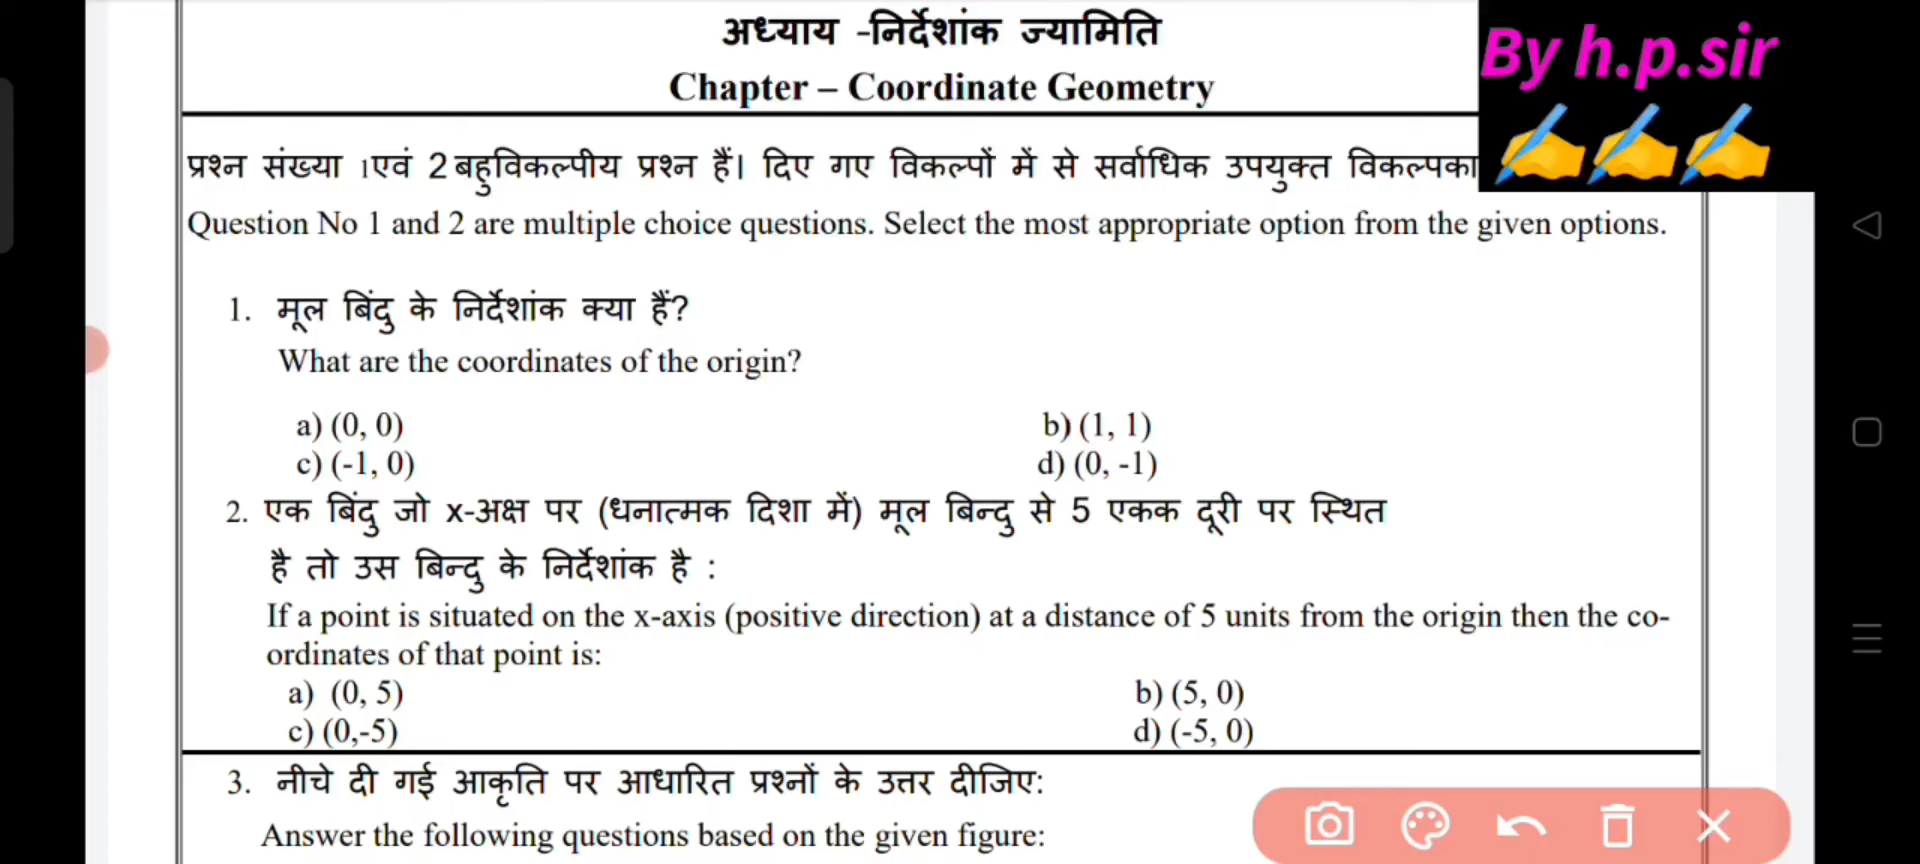 अध्याय -निर्देशांक ज्यामिति
Chapter – Coordinate Geometry
By h.p.sir
प्रश्न संख्या 1एवं 2 बहुविकल्पीय प्रश्न हैं। दिए गए विकल्पों में से सर्वाधिक उपयुक्त विकल्पका
Question No 1 and 2 are multiple choice questions. Select the most appropriate option from the given options.
1. मूल बिंदु के निर्देशांक क्या हैं?
What are the coordinates of the origin?
a) (0, 0) b) (1, 1)
c) (-1, 0) d) (0, -1)
2. एक बिंदु जो x-अक्ष पर (धनात्मक दिशा में) मूल बिन्दु से 5 एकक दूरी पर स्थित
है तो उस बिन्दु के निर्देशांक है :
If a point is situated on the x-axis (positive direction) at a distance of 5 units from the origin then the co-
ordinates of that point is:
a) (0, 5) b) (5, 0)
c) (0,-5) d) (-5, 0)
3. नीचे दी गई आकृति पर आधारित प्रश्नों के उत्तर दीजिए:
Answer the following questions based on the given figure: